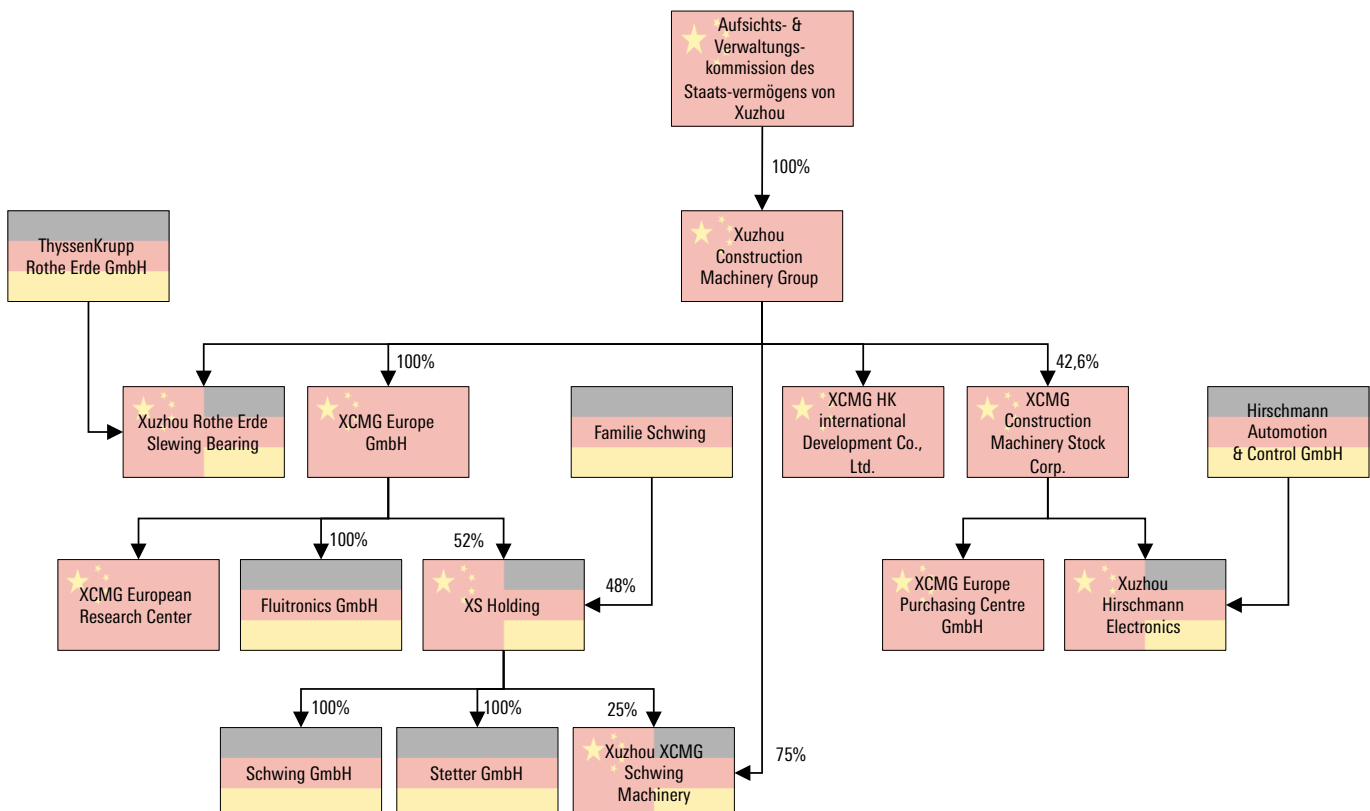 Aufsichts- &
Verwaltungs-
kommission des
Staats-vermögens von
Xuzhou
100%
ThyssenKrupp
Rothe Erde GmbH
Xuzhou
Construction
Machinery Group
100%
42,6%
Xuzhou Rothe Erde
Slewing Bearing
XCMG Europe
GmbH
Familie Schwing
XCMG HK
international
Development Co.,
Ltd.
XCMG
Construction
Machinery Stock
Corp.
Hirschmann
Automotion
& Control GmbH
100%
52%
48%
XCMG European
Research Center
Fluitronics GmbH
XS Holding
XCMG Europe
Purchasing Centre
GmbH
Xuzhou
Hirschmann
Electronics
100%
100%
25%
75%
Schwing GmbH
Stetter GmbH
Xuzhou XCMG
Schwing
Machinery